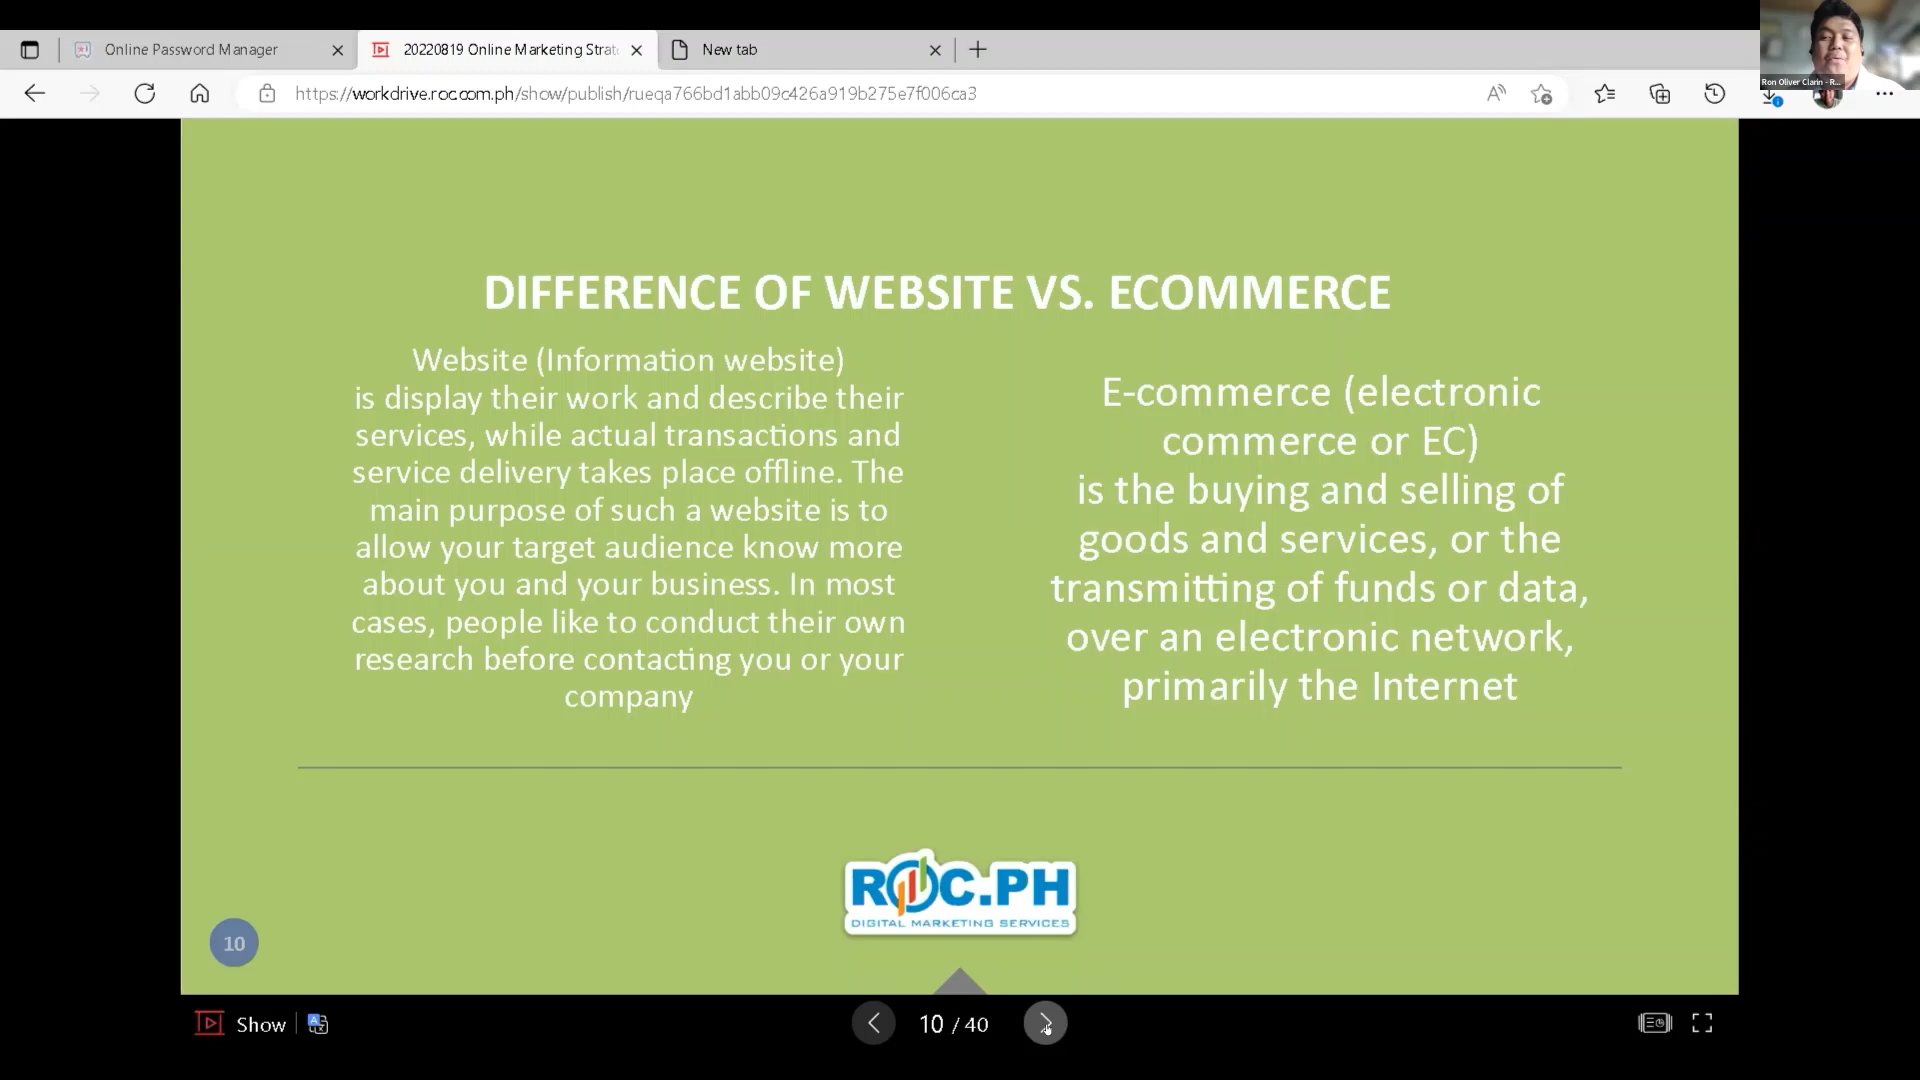 Online Password Manager
20220819 Online Marketing Strat
New tab
https://workdrive.roc.com.ph/show/publish/rueqa766bd1abb09c426a919b275e7f006ca3
Ron Oliver Clarin - R...
DIFFERENCE OF WEBSITE VS. ECOMMERCE
Website (Information website)
is display their work and describe their
services, while actual transactions and
service delivery takes place offline. The
main purpose of such a website is to
allow your target audience know more
about you and your business. In most
cases, people like to conduct their own
research before contacting you or your
company
E-commerce (electronic
commerce or EC)
is the buying and selling of
goods and services, or the
transmitting of funds or data,
over an electronic network,
primarily the Internet
ROC.PH
DIGITAL MARKETING SERVICES
10
Show
10 / 40